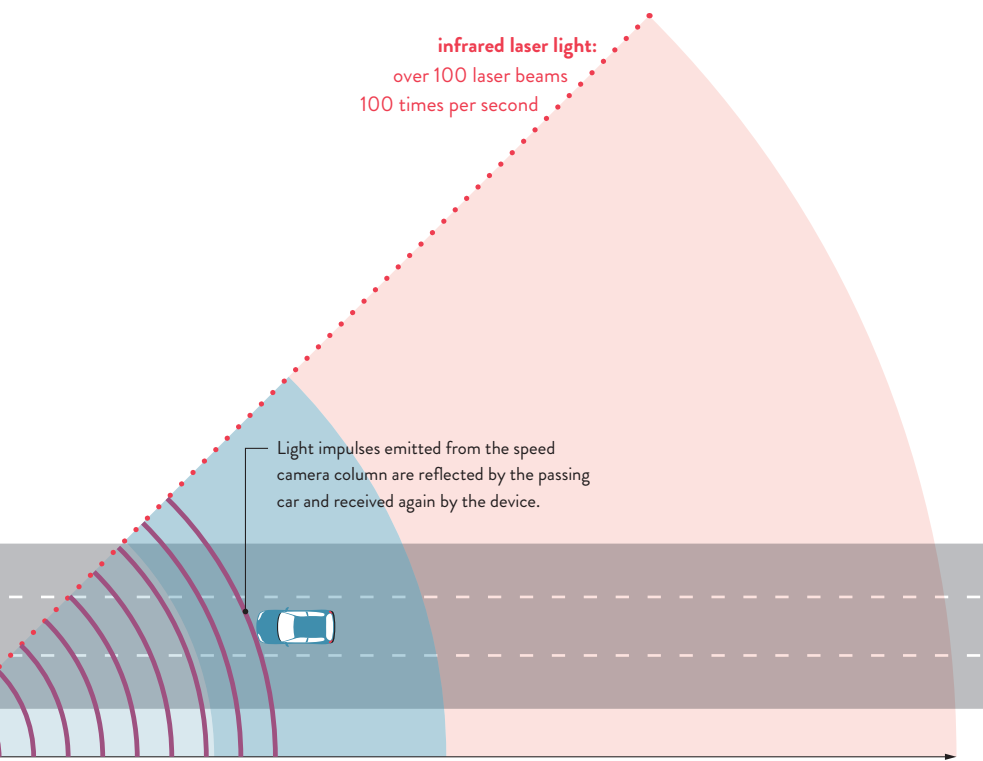 infrared laser light:
over 100 laser beams
100 times per second
Light impulses emitted from the speed
camera column are reflected by the passing
car and received again by the device.